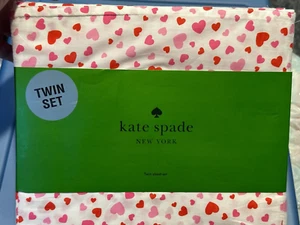 TWIN
SET
kate spade
NEW YORK